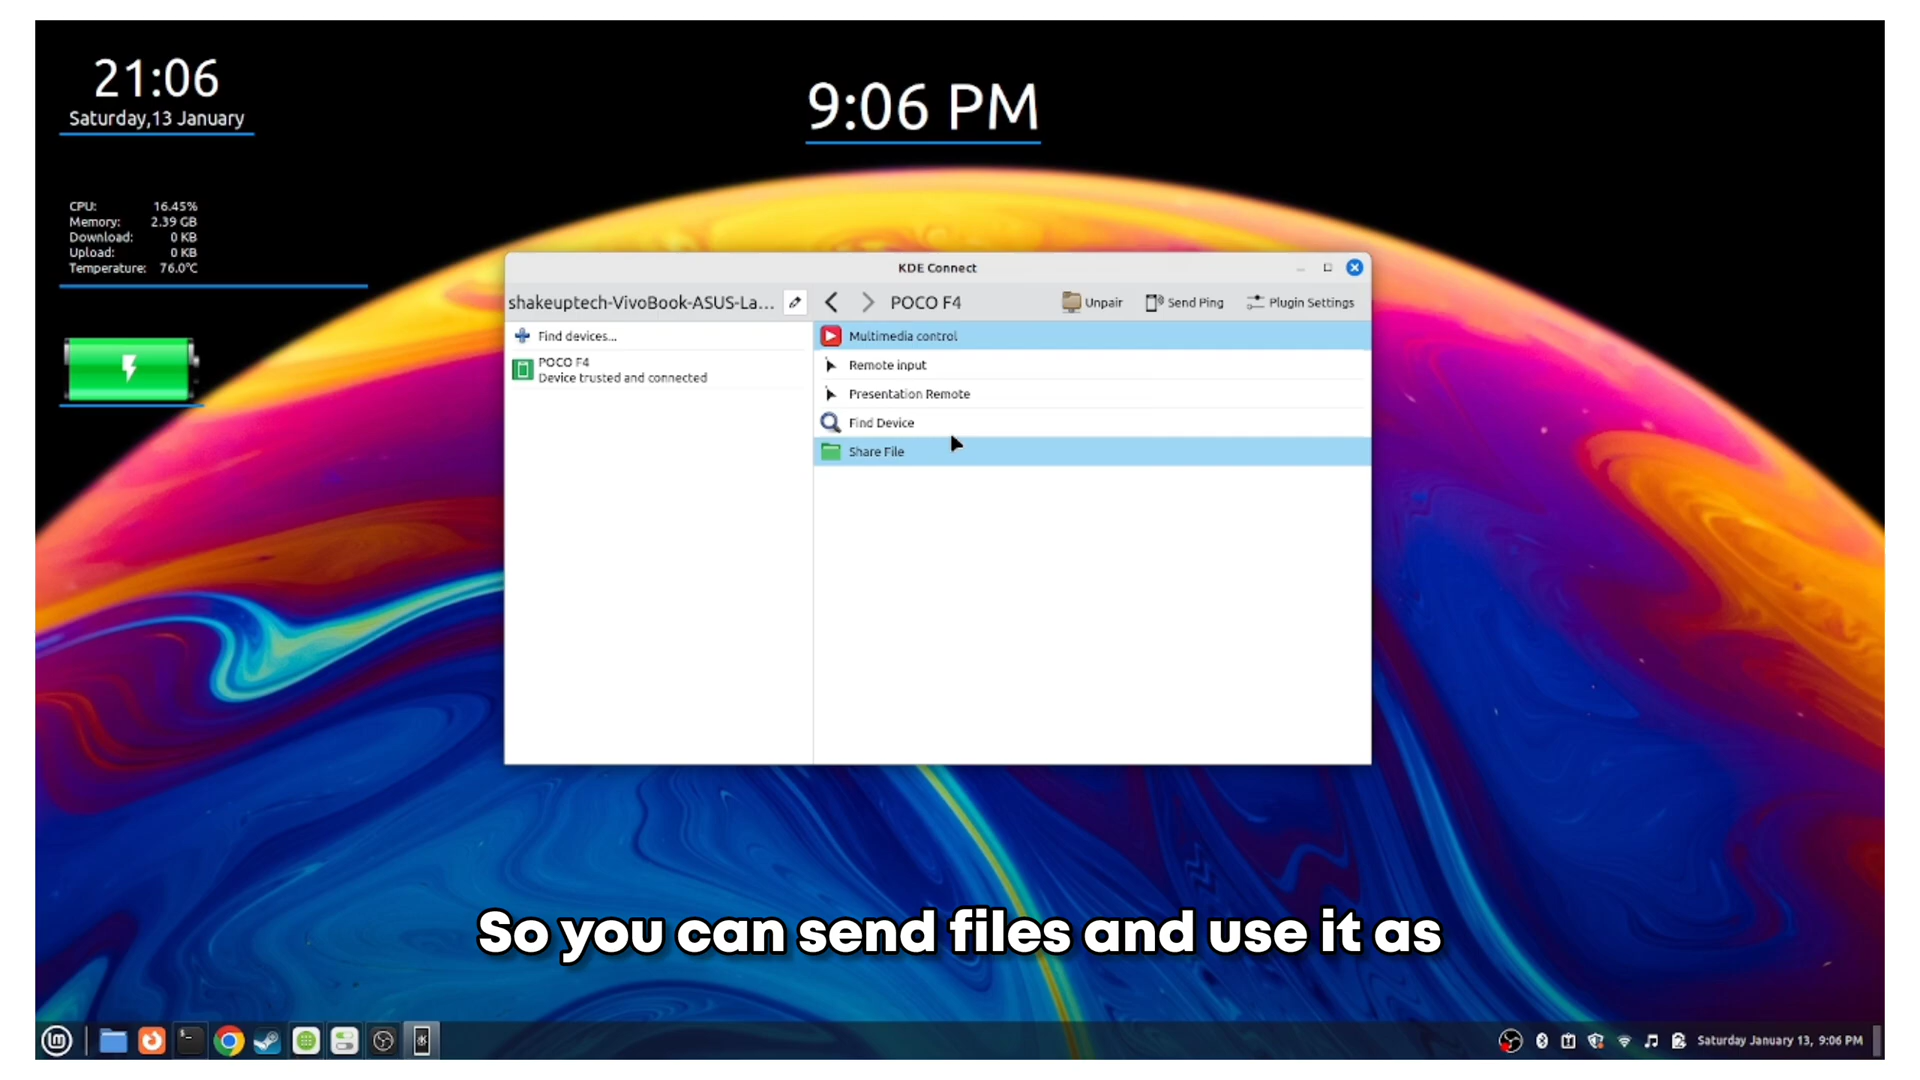 21:06
Saturday,13 January
9:06 PM
CPU: 16.45%
Memory: 2.39 GB
Download: 0 KB
Upload: 0 KB
Temperature: 76.0°C
KDE Connect
shakeuptech-VivoBook-ASUS-La...
POCO F4
Unpair
Send Ping
Plugin Settings
Find devices...
POCO F4
Device trusted and connected
Multimedia control
Remote input
Presentation Remote
Find Device
Share File
So you can send files and use it as
Saturday January 13, 9:06 PM